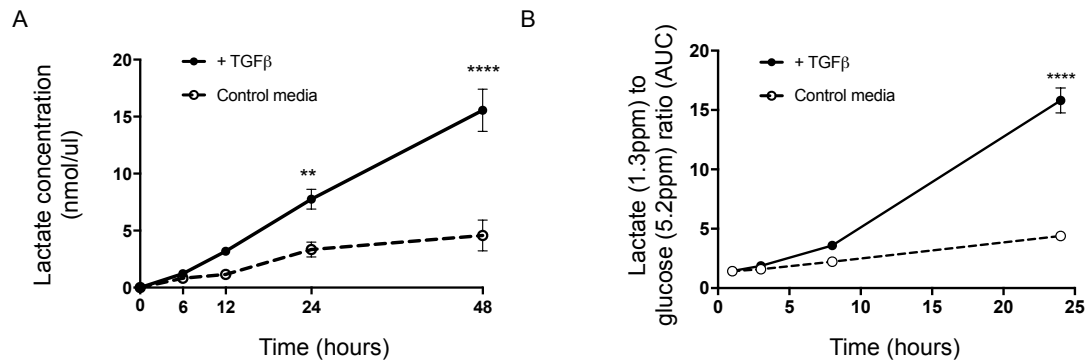 A
Lactate concentration
(nmol/ul)
20
15
10
5
0
+ TGFβ
Control media
**
****
0 6 12 24 48
Time (hours)
B
Lactate (1.3ppm) to
glucose (5.2ppm) ratio (AUC)
20
15
10
5
0
+ TGFβ
Control media
****
0 5 10 15 20 25
Time (hours)